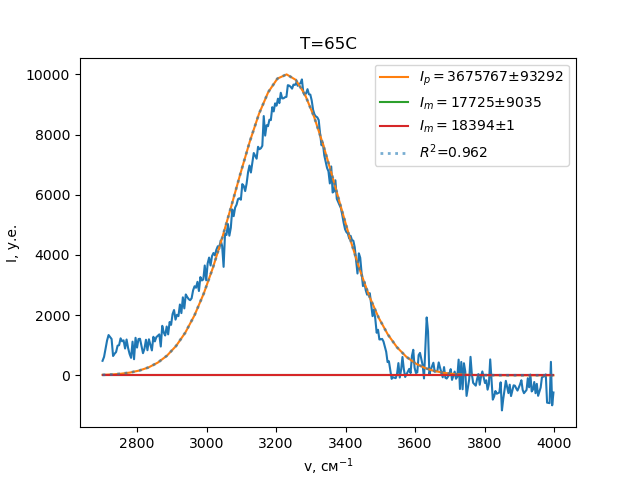 T=65C
I, у.е.
10000
8000
6000
4000
2000
0
I_p = 3675767±93292
I_m = 17725±9035
I_m = 18394±1
R²=0.962
2800 3000 3200 3400 3600 3800 4000
ν, см⁻¹